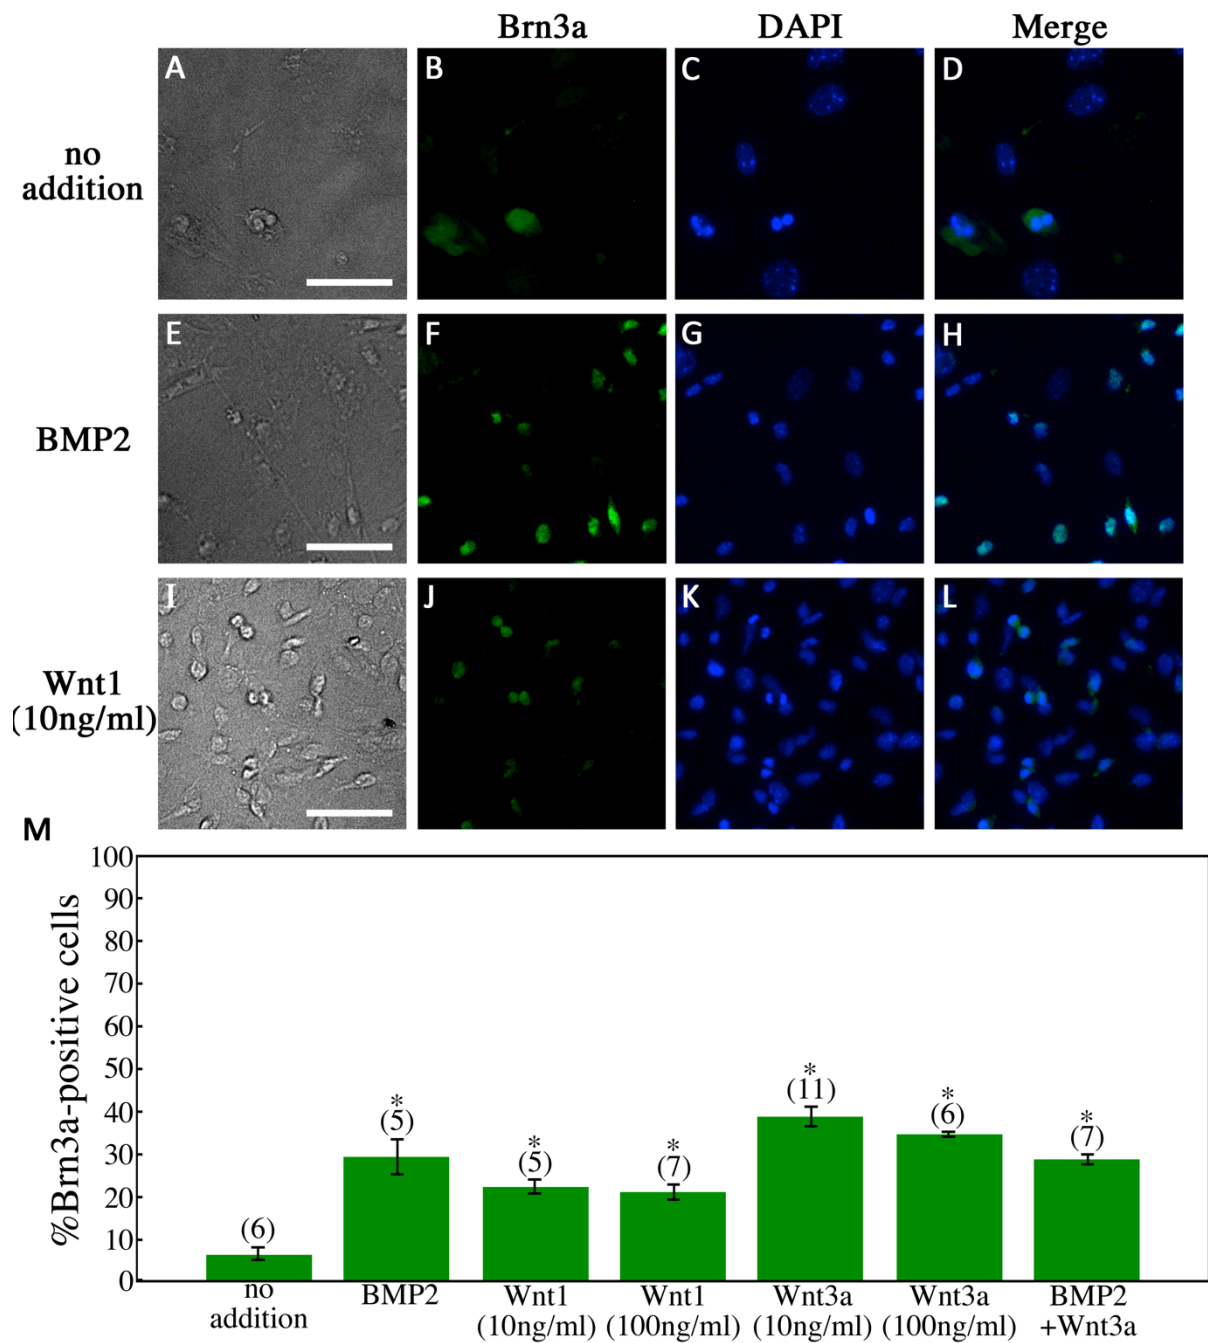 Brn3a DAPI Merge
A B C D
no
addition
E F G H
BMP2
I J K L
Wnt1
(10ng/ml)
M
%Brn3a-positive cells
100
90
80
70
60
50
40
30
20
10
0
(6)
*
(5)
*
(5)
*
(7)
*
(11)
*
(6)
*
(7)
no
addition
BMP2
Wnt1
(10ng/ml)
Wnt1
(100ng/ml)
Wnt3a
(10ng/ml)
Wnt3a
(100ng/ml)
BMP2
+Wnt3a